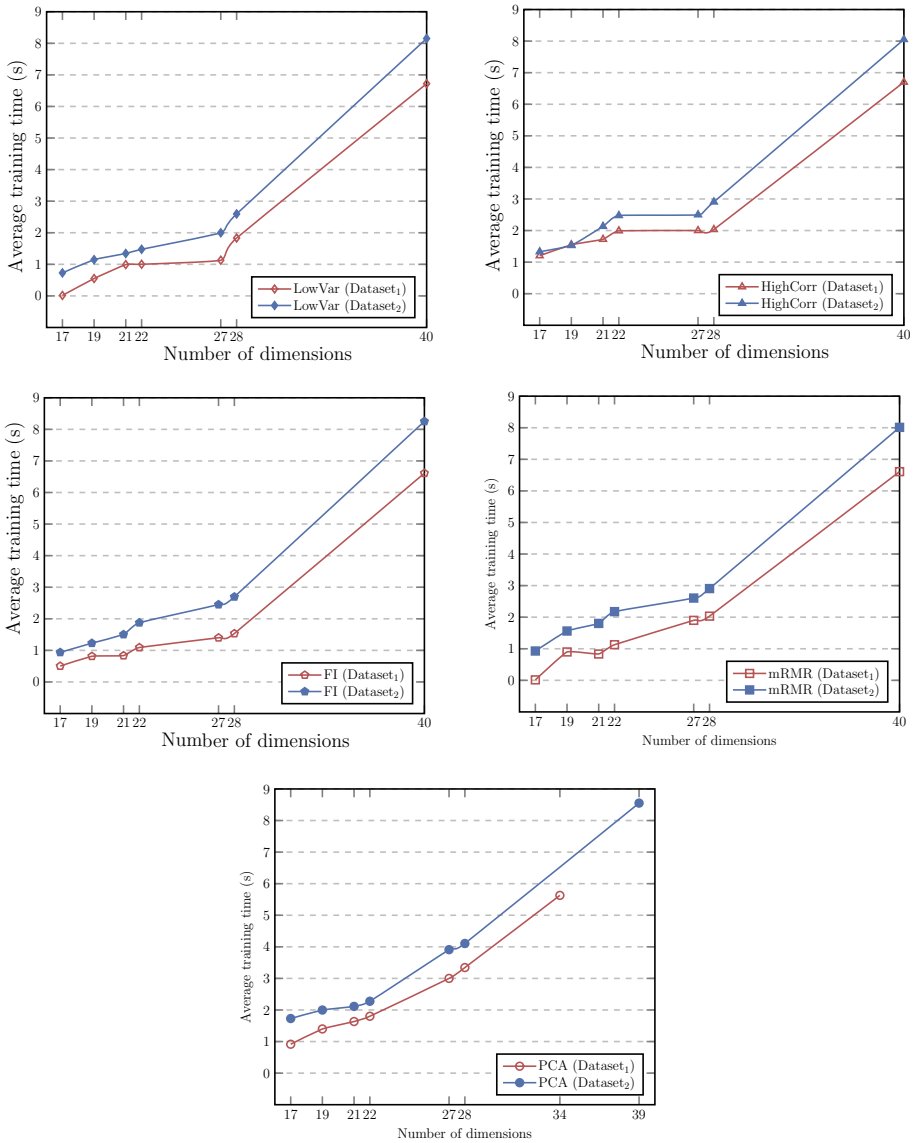 9
8
7
6
5
4
3
2
1
0
Average training time (s)
17 19 21 22 27 28 40
Number of dimensions
LowVar (Dataset₁)
LowVar (Dataset₂)
9
8
7
6
5
4
3
2
1
0
Average training time (s)
17 19 21 22 27 28 40
Number of dimensions
HighCorr (Dataset₁)
HighCorr (Dataset₂)
9
8
7
6
5
4
3
2
1
0
Average training time (s)
17 19 21 22 27 28 40
Number of dimensions
FI (Dataset₁)
FI (Dataset₂)
9
8
7
6
5
4
3
2
1
0
Average training time (s)
17 19 21 22 27 28 40
Number of dimensions
mRMR (Dataset₁)
mRMR (Dataset₂)
9
8
7
6
5
4
3
2
1
0
Average training time (s)
17 19 21 22 27 28 34 39
Number of dimensions
PCA (Dataset₁)
PCA (Dataset₂)